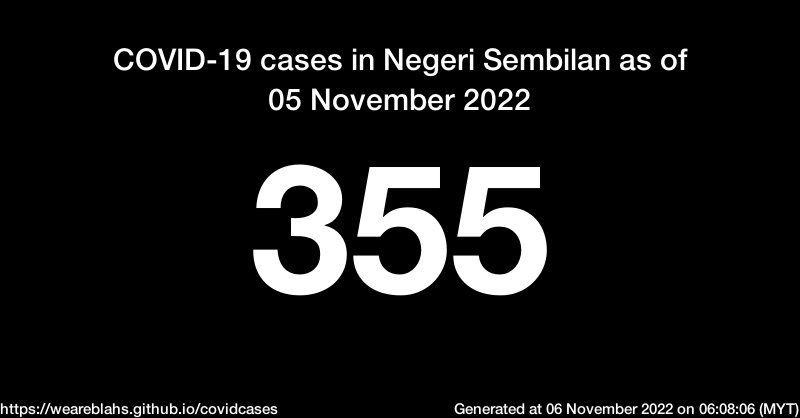 COVID-19 cases in Negeri Sembilan as of
05 November 2022
355
https://weareblahs.github.io/covidcases
Generated at 06 November 2022 on 06:08:06 (MYT)